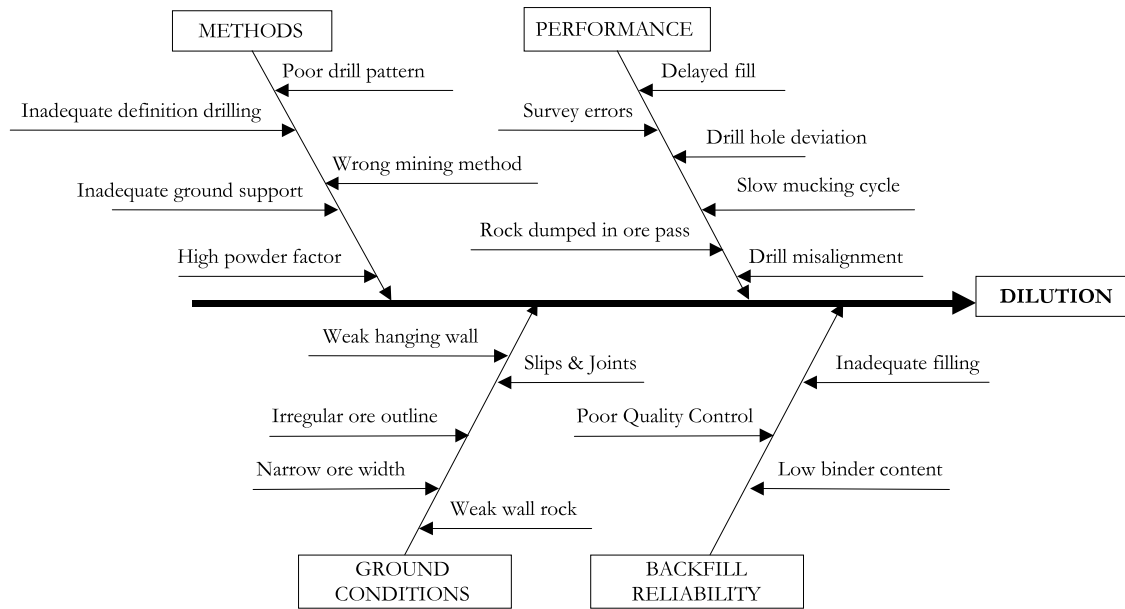 METHODS
PERFORMANCE
Poor drill pattern
Delayed fill
Inadequate definition drilling
Survey errors
Drill hole deviation
Wrong mining method
Inadequate ground support
Slow mucking cycle
Rock dumped in ore pass
High powder factor
Drill misalignment
DILUTION
Weak hanging wall
Slips & Joints
Inadequate filling
Irregular ore outline
Poor Quality Control
Narrow ore width
Low binder content
Weak wall rock
GROUND
CONDITIONS
BACKFILL
RELIABILITY